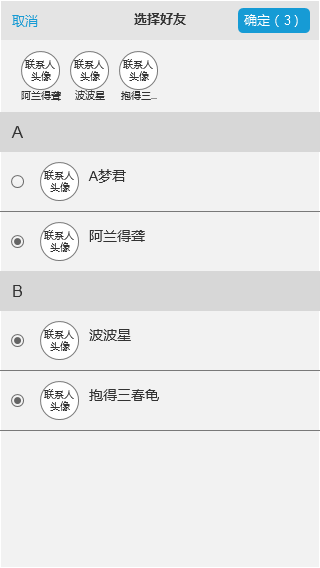 取消 选择好友 确定（3）
联系人 联系人 联系人
头像 头像 头像
阿兰得聋 波波星 抱得三...
A
联系人
头像
A梦君
联系人
头像
阿兰得聋
B
联系人
头像
波波星
联系人
头像
抱得三春龟